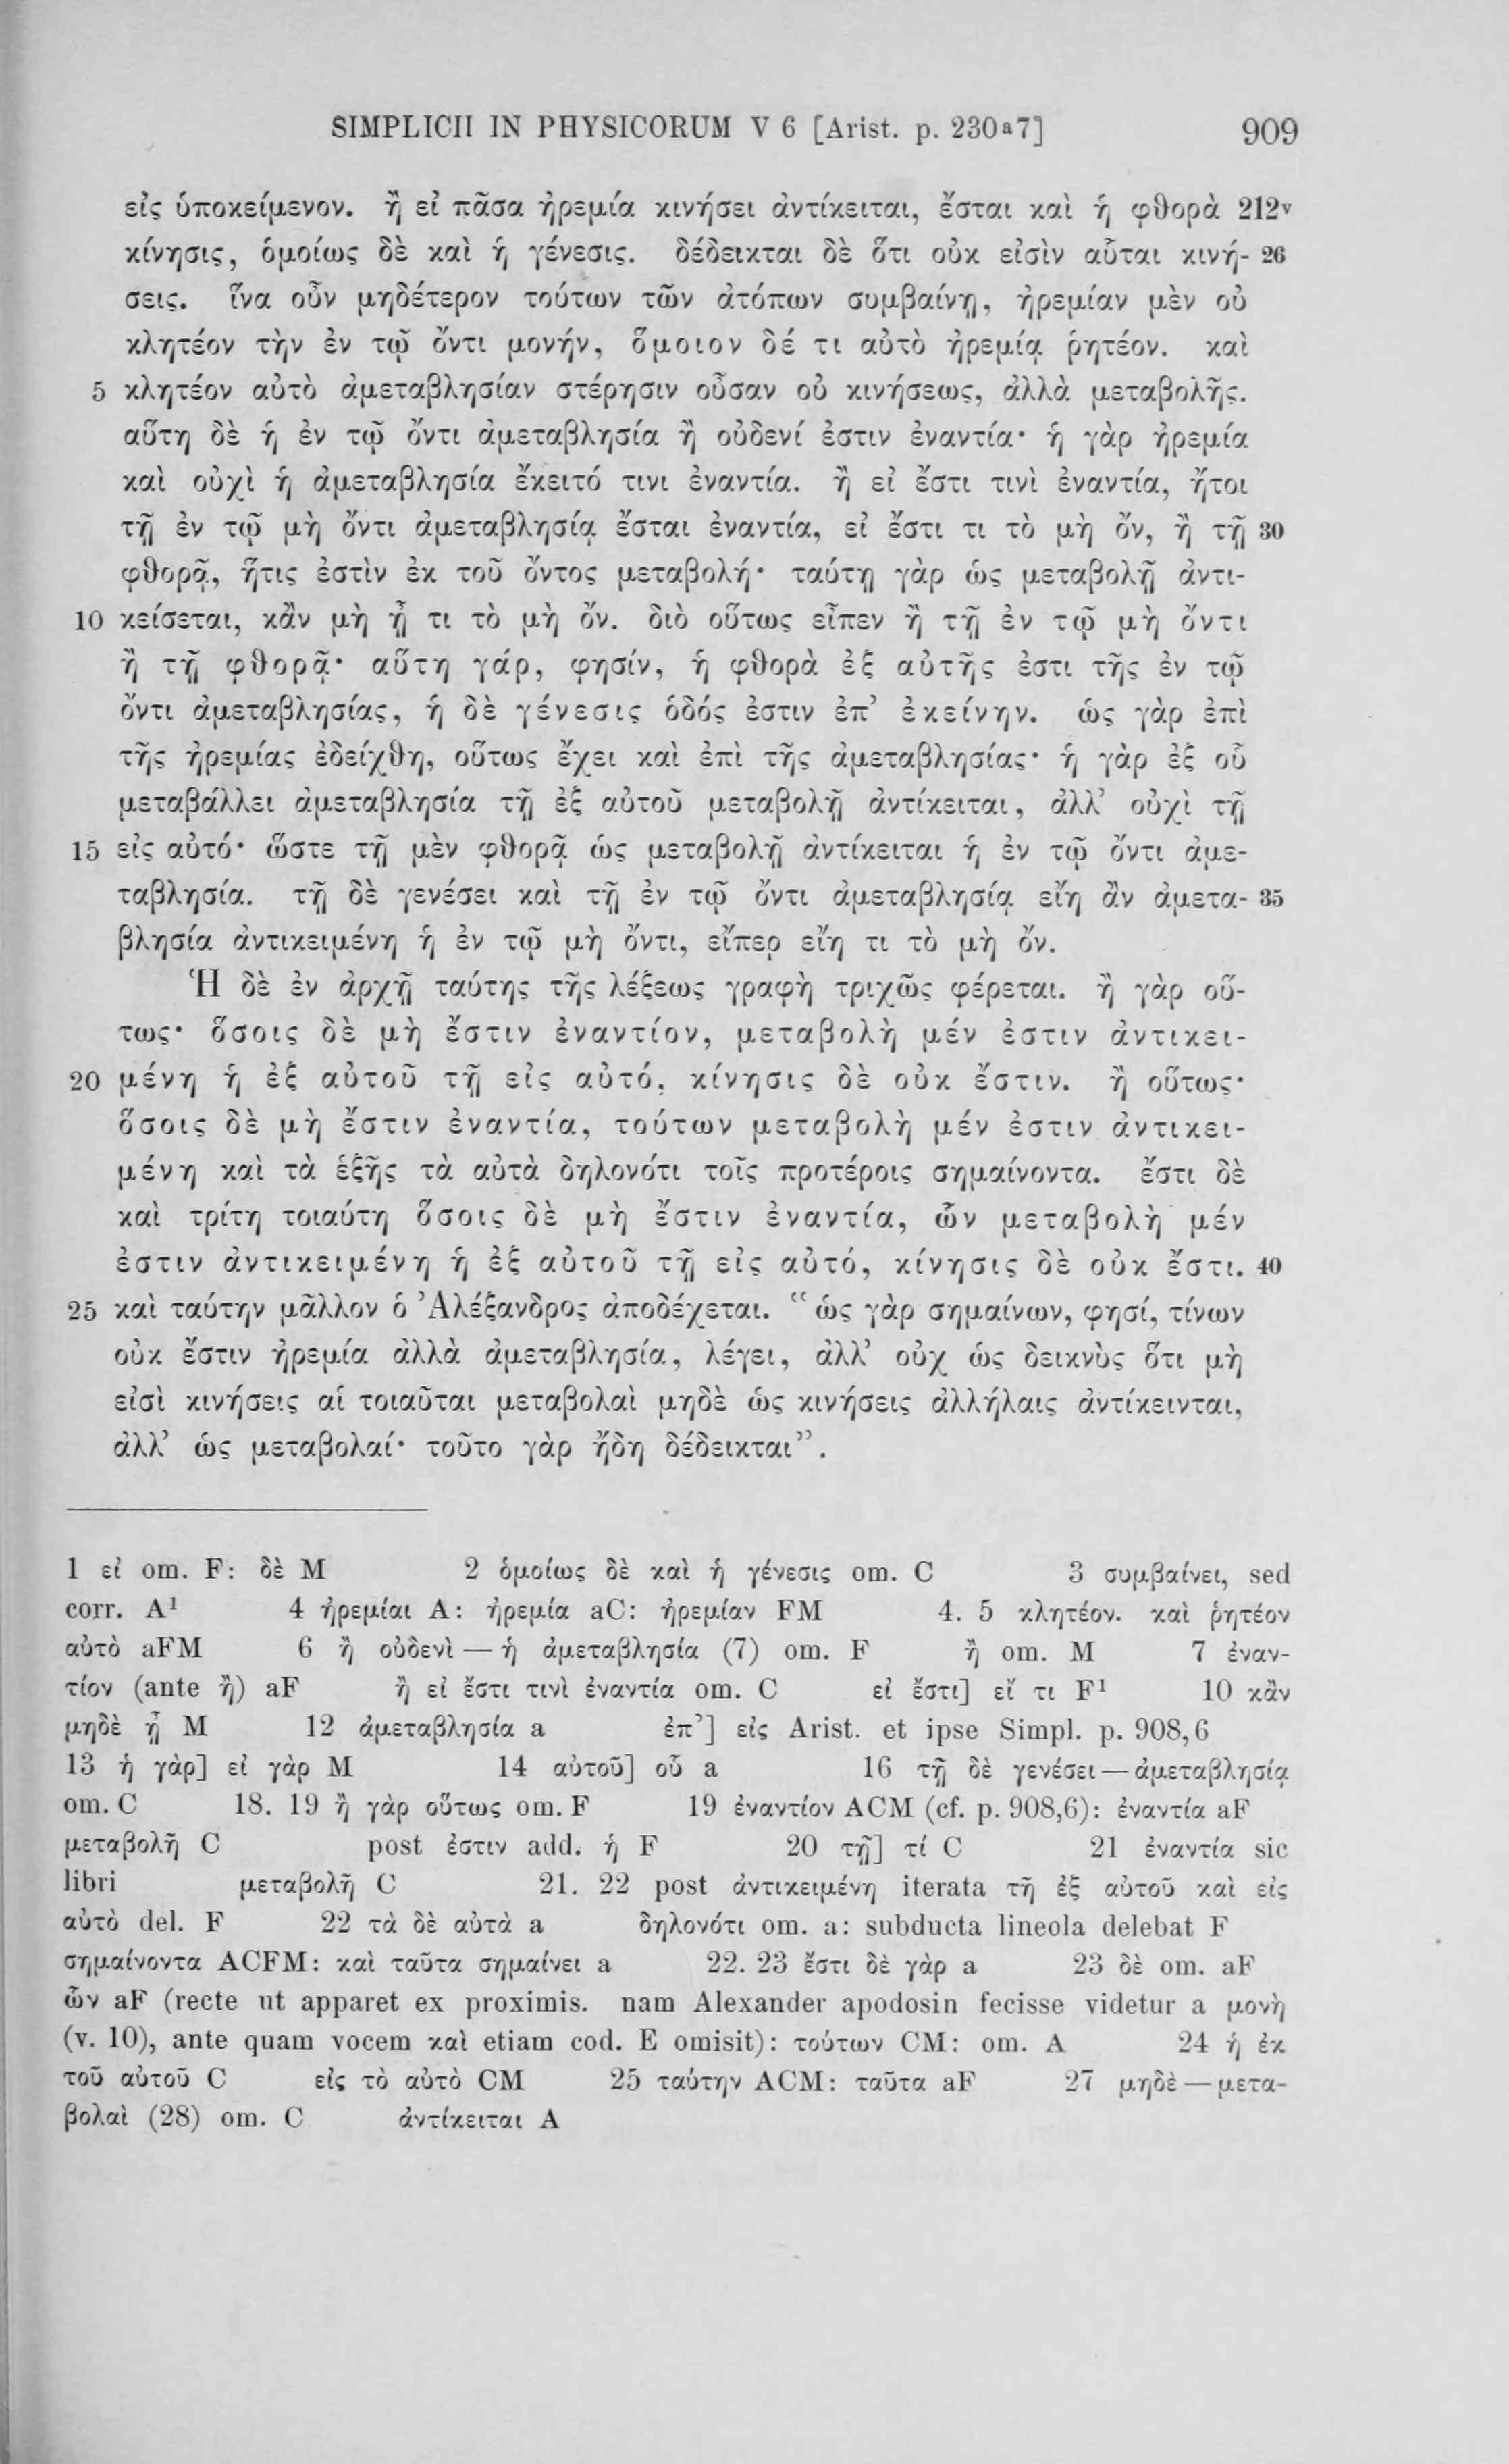 SIMPLICII IN PHYSICORUM V 6 [Arist. p. 230ª7] 909
εἰς ὑποκείμενον. ἢ εἰ πᾶσα ἠρεμία κινήσει ἀντίκειται, ἔσται καὶ ἡ φθορὰ 212ᵛ
κίνησις, ὁμοίως δὲ καὶ ἡ γένεσις. δέδεικται δὲ ὅτι οὐκ εἰσὶν αὗται κινή- 26
σεις. ἵνα οὖν μηδέτερον τούτων τῶν ἀτόπων συμβαίνῃ, ἠρεμίαν μὲν οὐ
κλητέον τὴν ἐν τῷ ὄντι μονήν, ὅμοιον δέ τι αὐτὸ ἠρεμίᾳ ῥητέον. καὶ
5 κλητέον αὐτὸ ἀμεταβλησίαν στέρησιν οὖσαν οὐ κινήσεως, ἀλλὰ μεταβολῆς.
αὕτη δὲ ἡ ἐν τῷ ὄντι ἀμεταβλησία ἢ οὐδενί ἐστιν ἐναντία· ἡ γὰρ ἠρεμία
καὶ οὐχὶ ἡ ἀμεταβλησία ἔκειτό τινι ἐναντία. ἢ εἰ ἔστι τινὶ ἐναντία, ἤτοι
τῇ ἐν τῷ μὴ ὄντι ἀμεταβλησίᾳ ἔσται ἐναντία, εἰ ἔστι τι τὸ μὴ ὄν, ἢ τῇ 30
φθορᾷ, ἥτις ἐστὶν ἐκ τοῦ ὄντος μεταβολή· ταύτῃ γὰρ ὡς μεταβολῇ ἀντι-
10 κείσεται, κἂν μὴ ᾖ τι τὸ μὴ ὄν. διὸ οὕτως εἶπεν ἢ τῇ ἐν τῷ μὴ ὄντι
ἢ τῇ φθορᾷ· αὕτη γάρ, φησίν, ἡ φθορὰ ἐξ αὐτῆς ἐστι τῆς ἐν τῷ
ὄντι ἀμεταβλησίας, ἡ δὲ γένεσις ὁδός ἐστιν ἐπ’ ἐκείνην. ὡς γὰρ ἐπὶ
τῆς ἠρεμίας ἐδείχθη, οὕτως ἔχει καὶ ἐπὶ τῆς ἀμεταβλησίας· ἡ γὰρ ἐξ οὗ
μεταβάλλει ἀμεταβλησία τῇ ἐξ αὐτοῦ μεταβολῇ ἀντίκειται, ἀλλ’ οὐχὶ τῇ
15 εἰς αὐτό· ὥστε τῇ μὲν φθορᾷ ὡς μεταβολῇ ἀντίκειται ἡ ἐν τῷ ὄντι ἀμε-
ταβλησία. τῇ δὲ γενέσει καὶ τῇ ἐν τῷ ὄντι ἀμεταβλησίᾳ εἴη ἂν ἀμετα- 35
βλησία ἀντικειμένη ἡ ἐν τῷ μὴ ὄντι, εἴπερ εἴη τι τὸ μὴ ὄν.
Ἡ δὲ ἐν ἀρχῇ ταύτης τῆς λέξεως γραφὴ τριχῶς φέρεται. ἢ γὰρ οὕ-
τως· ὅσοις δὲ μὴ ἔστιν ἐναντίον, μεταβολὴ μέν ἐστιν ἀντικει-
20 μένη ἡ ἐξ αὐτοῦ τῇ εἰς αὐτό, κίνησις δὲ οὐκ ἔστιν. ἢ οὕτως·
ὅσοις δὲ μὴ ἔστιν ἐναντία, τούτων μεταβολὴ μέν ἐστιν ἀντικει-
μένη καὶ τὰ ἑξῆς τὰ αὐτὰ δηλονότι τοῖς προτέροις σημαίνοντα. ἔστι δὲ
καὶ τρίτη τοιαύτη ὅσοις δὲ μὴ ἔστιν ἐναντία, ὧν μεταβολὴ μέν
ἐστιν ἀντικειμένη ἡ ἐξ αὐτοῦ τῇ εἰς αὐτό, κίνησις δὲ οὐκ ἔστι. 40
25 καὶ ταύτην μᾶλλον ὁ Ἀλέξανδρος ἀποδέχεται. “ὡς γὰρ σημαίνων, φησί, τίνων
οὐκ ἔστιν ἠρεμία ἀλλὰ ἀμεταβλησία, λέγει, ἀλλ’ οὐχ ὡς δεικνὺς ὅτι μὴ
εἰσὶ κινήσεις αἱ τοιαῦται μεταβολαὶ μηδὲ ὡς κινήσεις ἀλλήλαις ἀντίκεινται,
ἀλλ’ ὡς μεταβολαί· τοῦτο γὰρ ἤδη δέδεικται”.
1 εἰ om. F: δὲ M 2 ὁμοίως δὲ καὶ ἡ γένεσις om. C 3 συμβαίνει, sed
corr. A¹ 4 ἠρεμίαι A: ἠρεμία aC: ἠρεμίαν FM 4. 5 κλητέον. καὶ ῥητέον
αὐτὸ aFM 6 ἢ οὐδενὶ — ἡ ἀμεταβλησία (7) om. F ἢ om. M 7 ἐναν-
τίον (ante ἢ) aF ἢ εἰ ἔστι τινὶ ἐναντία om. C εἰ ἔστι] εἴ τι F¹ 10 κἂν
μηδὲ ᾖ M 12 ἀμεταβλησία a ἐπ’] εἰς Arist. et ipse Simpl. p. 908,6
13 ἡ γὰρ] εἰ γὰρ M 14 αὐτοῦ] οὗ a 16 τῇ δὲ γενέσει — ἀμεταβλησίᾳ
om. C 18. 19 ἢ γὰρ οὕτως om. F 19 ἐναντίον ACM (cf. p. 908,6): ἐναντία aF
μεταβολῇ C post ἐστιν add. ἡ F 20 τῇ] τί C 21 ἐναντία sic
libri μεταβολῇ C 21. 22 post ἀντικειμένη iterata τῇ ἐξ αὐτοῦ καὶ εἰς
αὐτὸ del. F 22 τὰ δὲ αὐτὰ a δηλονότι om. a: subducta lineola delebat F
σημαίνοντα ACFM: καὶ ταῦτα σημαίνει a 22. 23 ἔστι δὲ γὰρ a 23 δὲ om. aF
ὧν aF (recte ut apparet ex proximis. nam Alexander apodosin fecisse videtur a μονὴ
(v. 10), ante quam vocem καὶ etiam cod. E omisit): τούτων CM: om. A 24 ἡ ἐκ
τοῦ αὐτοῦ C εἰς τὸ αὐτὸ CM 25 ταύτην ACM: ταῦτα aF 27 μηδὲ — μετα-
βολαὶ (28) om. C ἀντίκειται A